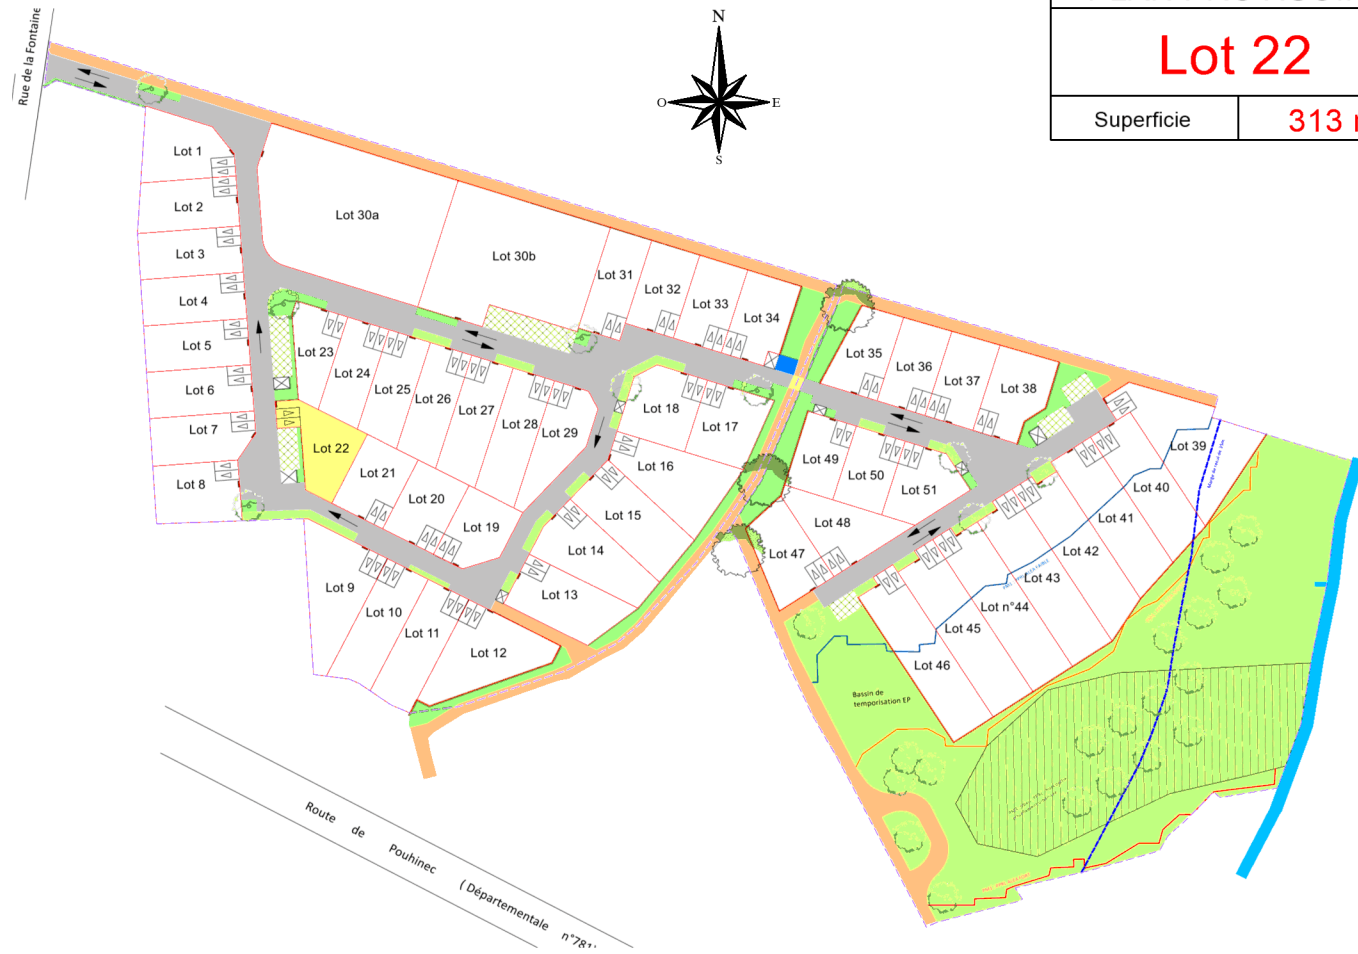 Lot 22
Superficie
313
N
O
E
S
Rue de la Fontaine
Lot 1
Lot 2
Lot 3
Lot 4
Lot 5
Lot 6
Lot 7
Lot 8
Lot 30a
Lot 30b
Lot 31
Lot 32
Lot 33
Lot 34
Lot 35
Lot 36
Lot 37
Lot 38
Lot 39
Lot 40
Lot 41
Lot 42
Lot 43
Lot n°44
Lot 45
Lot 46
Lot 47
Lot 48
Lot 49
Lot 50
Lot 51
Lot 23
Lot 24
Lot 25
Lot 26
Lot 27
Lot 28
Lot 29
Lot 18
Lot 17
Lot 16
Lot 15
Lot 14
Lot 13
Lot 22
Lot 21
Lot 20
Lot 19
Lot 9
Lot 10
Lot 11
Lot 12
Bassin de
temporisation EP
Route de Pouhinec (Départementale n°781